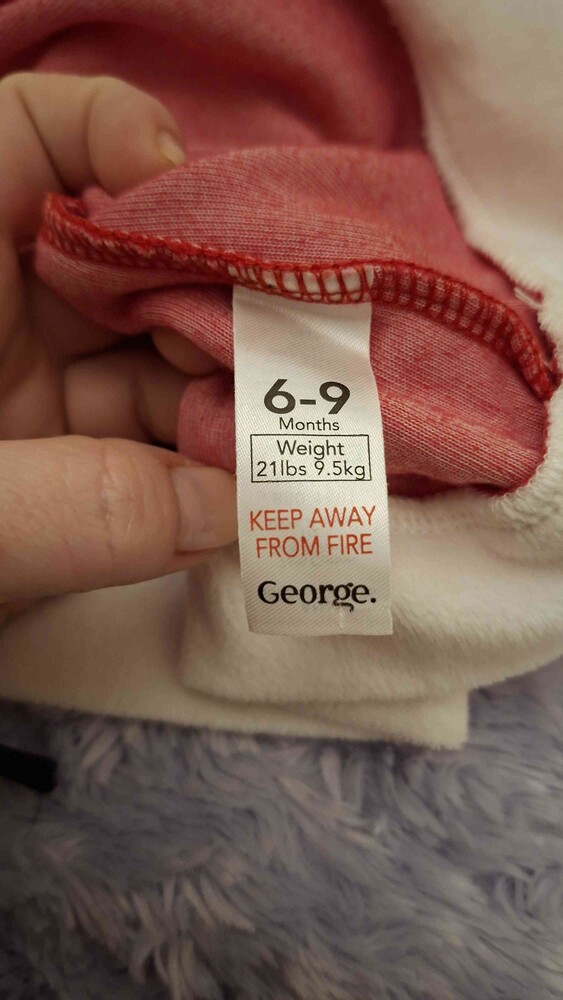 6-9
Months
Weight
21lbs 9.5kg
KEEP AWAY
FROM FIRE
George.